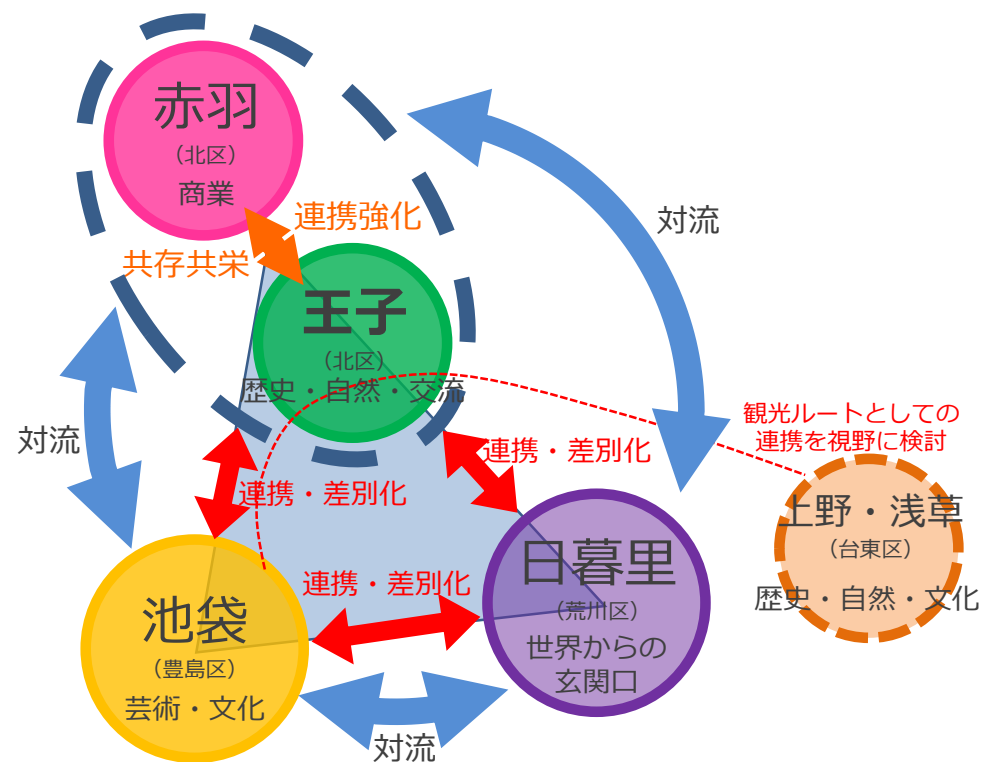 赤羽
（北区）
商業
連携強化
共存共栄
対流
王子
（北区）
歴史・自然・交流
観光ルートとしての
連携を視野に検討
対流
連携・差別化
連携・差別化
上野・浅草
（台東区）
歴史・自然・文化
日暮里
（荒川区）
世界からの
玄関口
連携・差別化
池袋
（豊島区）
芸術・文化
対流